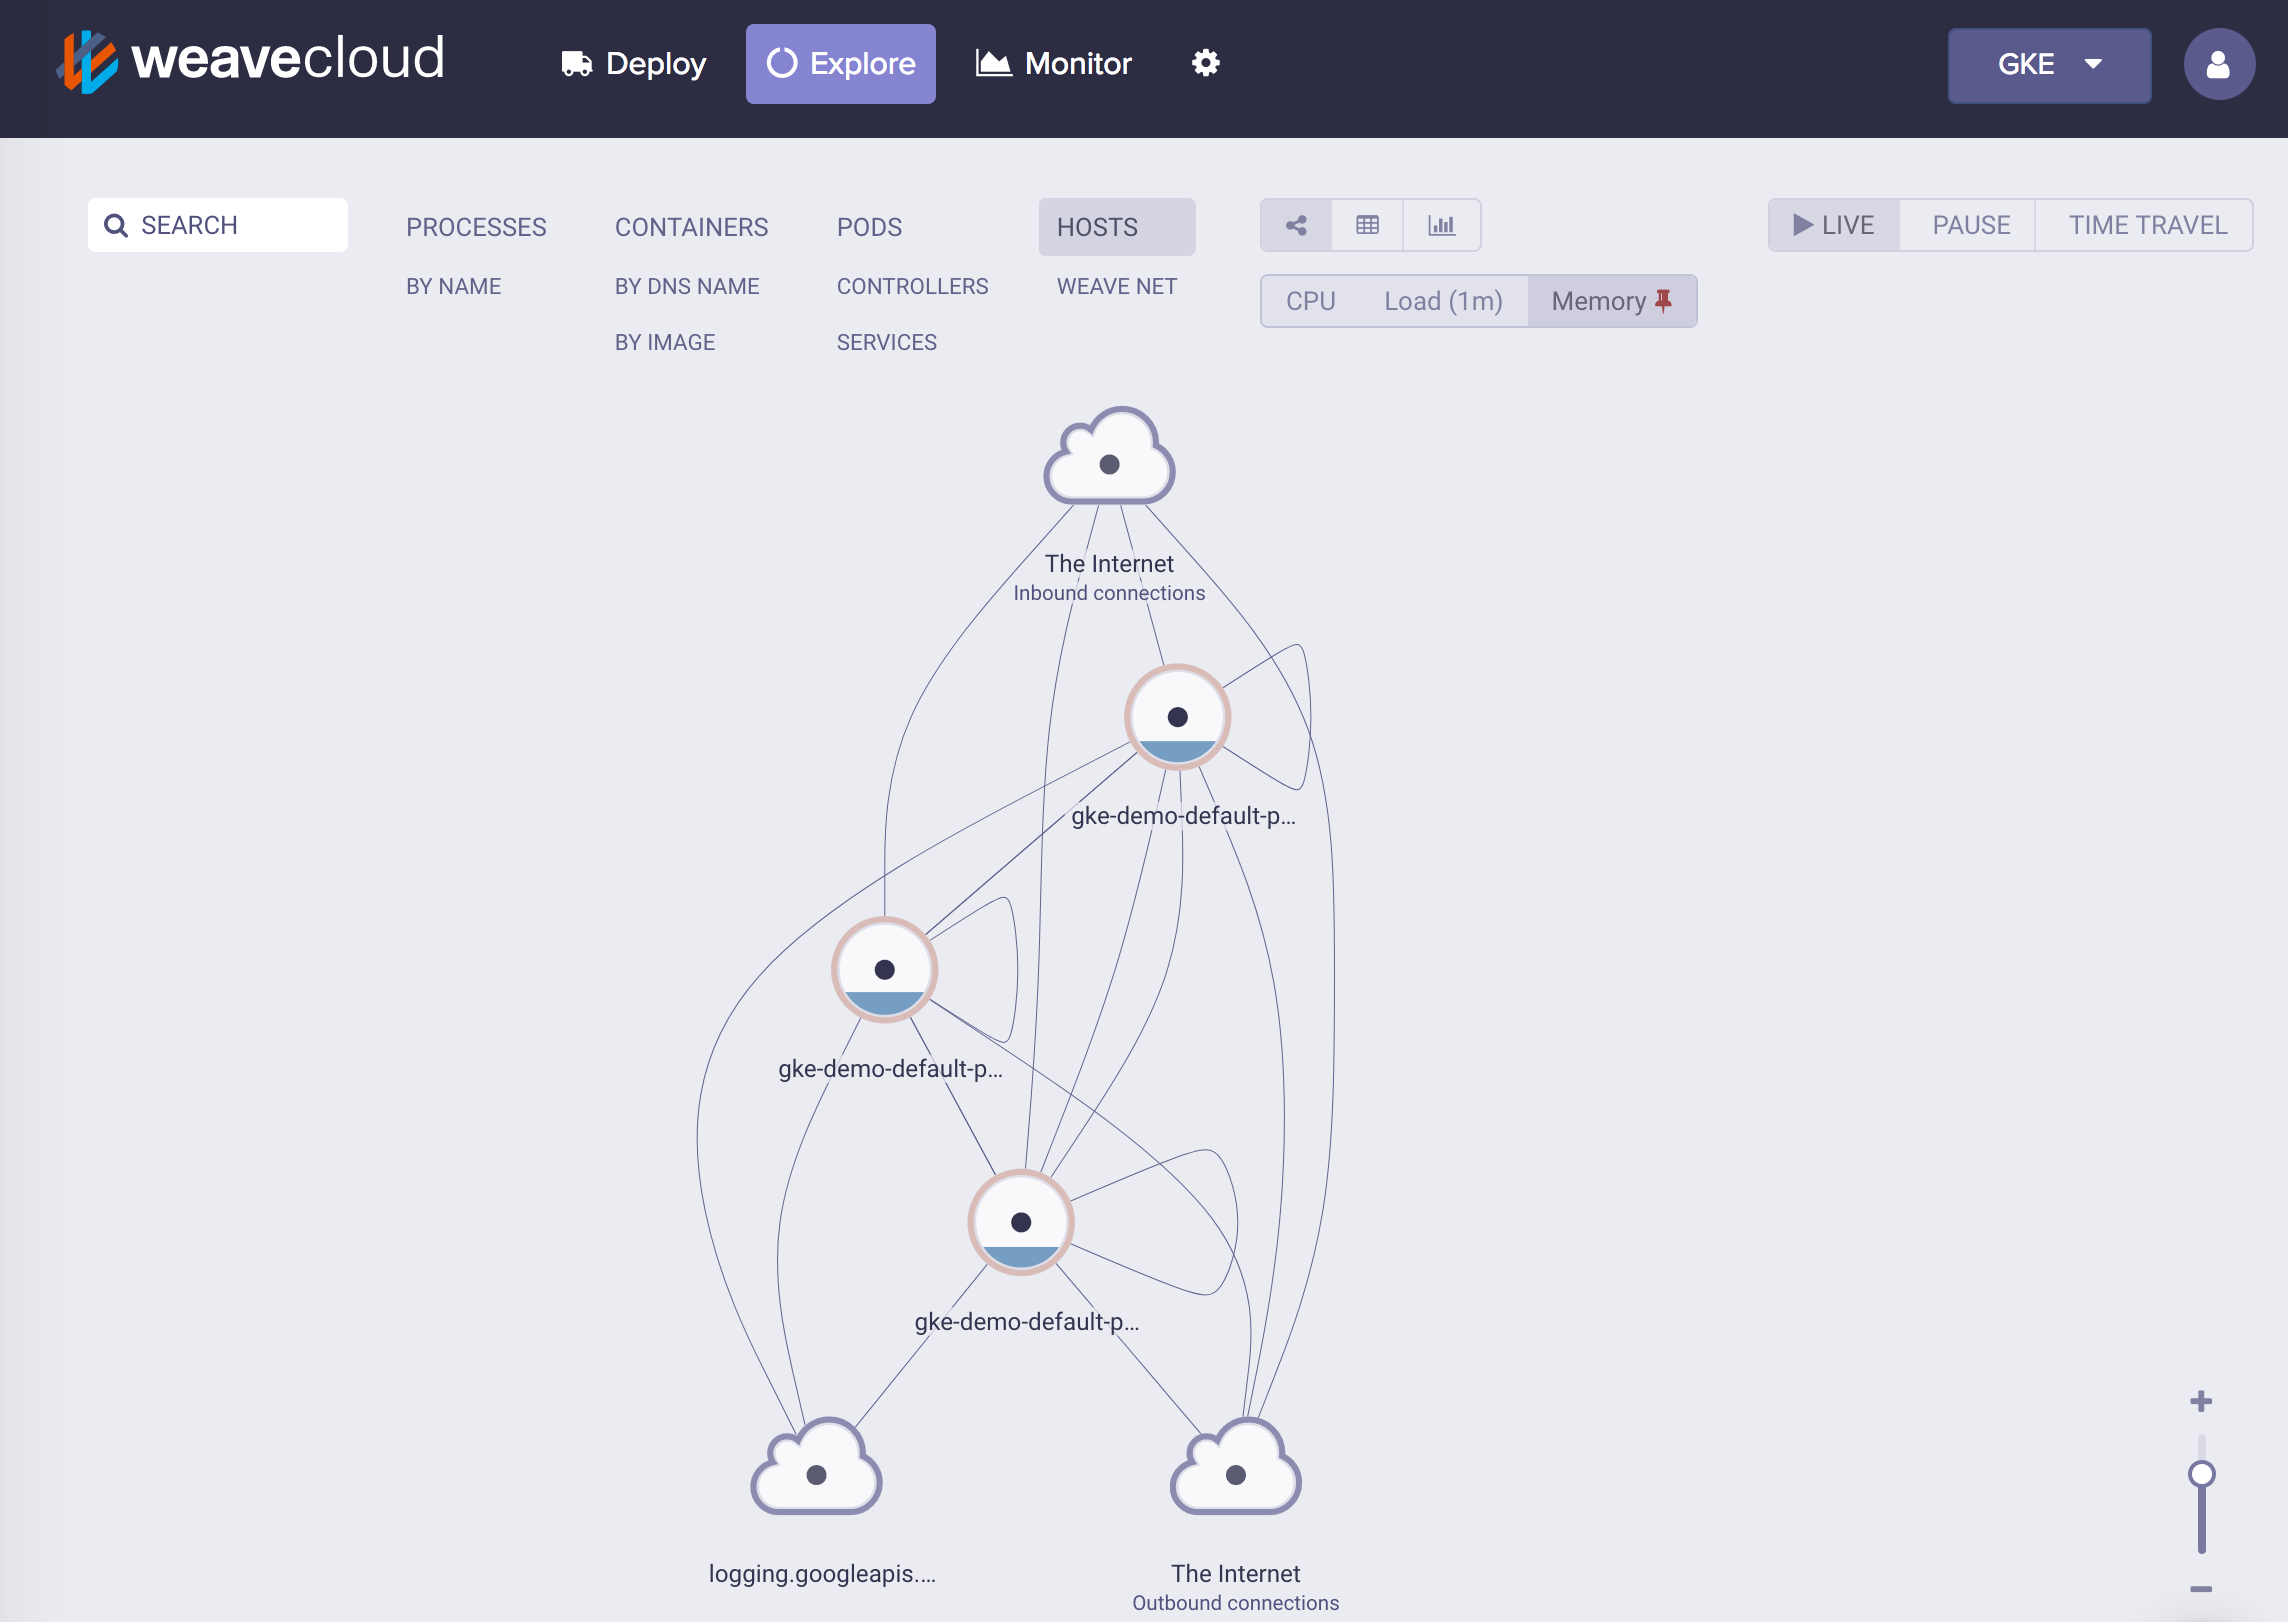 weavecloud
Deploy
Explore
Monitor
GKE
SEARCH
PROCESSES
CONTAINERS
PODS
HOSTS
LIVE
PAUSE
TIME TRAVEL
BY NAME
BY DNS NAME
CONTROLLERS
WEAVE NET
CPU
Load (1m)
Memory
BY IMAGE
SERVICES
The Internet
Inbound connections
gke-demo-default-p...
gke-demo-default-p...
gke-demo-default-p...
logging.googleapis....
The Internet
Outbound connections